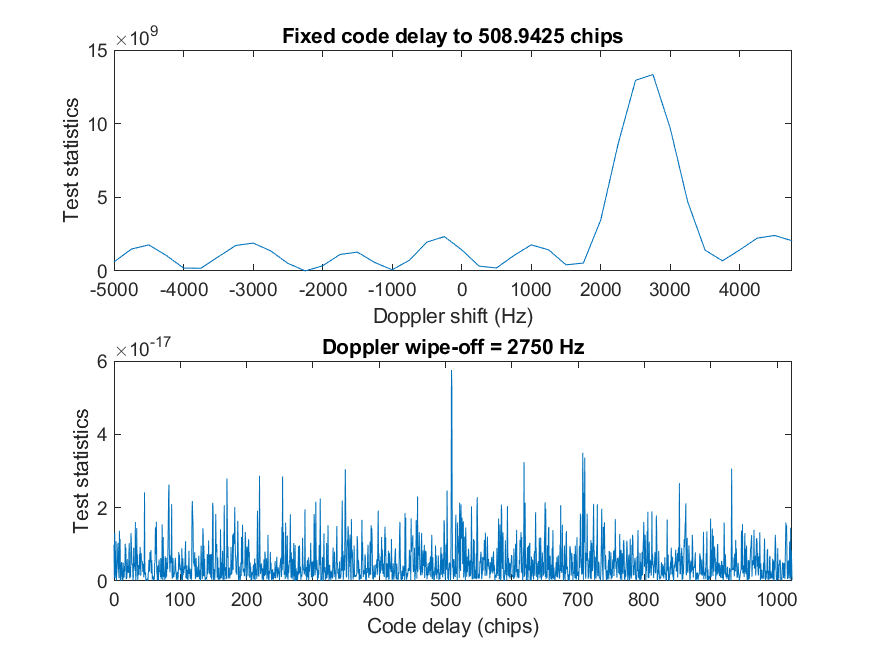 ×10^9
Fixed code delay to 508.9425 chips
15
10
5
0
Test statistics
-5000 -4000 -3000 -2000 -1000 0 1000 2000 3000 4000
Doppler shift (Hz)
×10^-17
Doppler wipe-off = 2750 Hz
6
4
2
0
Test statistics
0 100 200 300 400 500 600 700 800 900 1000
Code delay (chips)